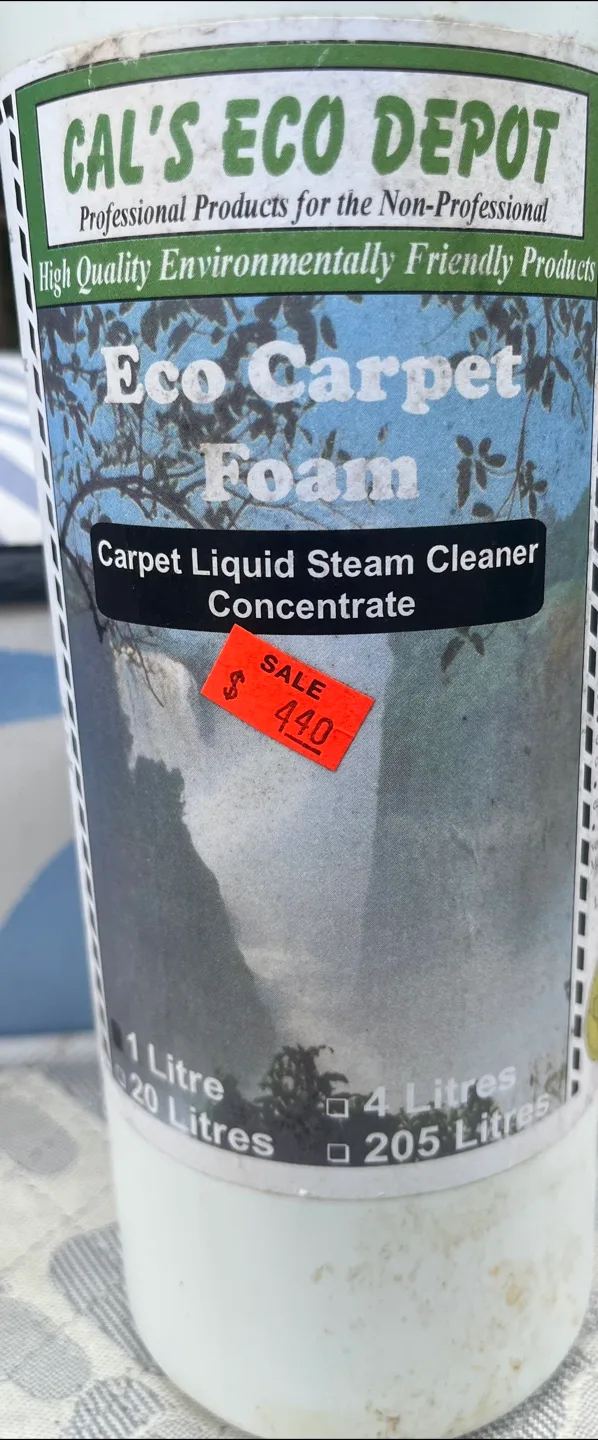 CAL'S ECO DEPOT
Professional Products for the Non-Professional
High Quality Environmentally Friendly Products
Eco Carpet
Foam
Carpet Liquid Steam Cleaner
Concentrate
SALE
$ 440
1 Litre
4 Litres
20 Litres
205 Litres